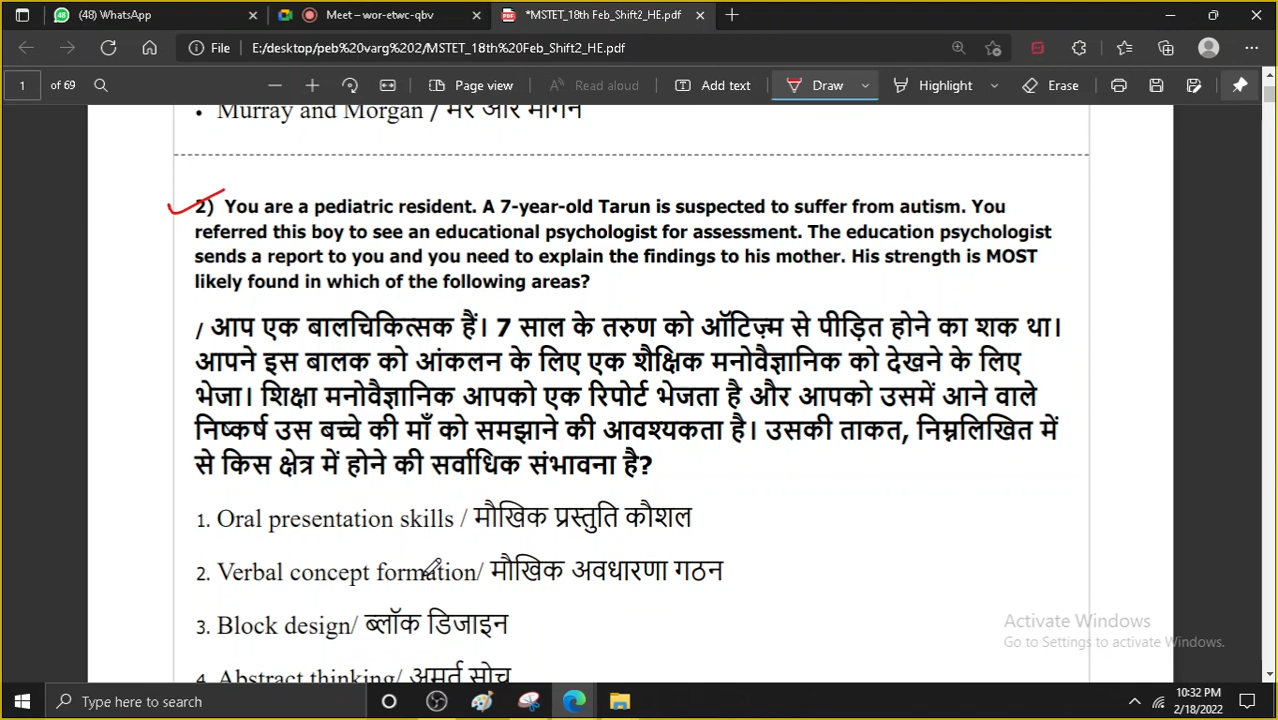 (48) WhatsApp
Meet – wor-etwc-qbv
*MSTET_18th Feb_Shift2_HE.pdf
File
E:/desktop/peb%20varg%202/MSTET_18th%20Feb_Shift2_HE.pdf
1 of 69
Page view
Read aloud
Add text
Draw
Highlight
Erase
• Murray and Morgan / मरे और मॉर्गन
2) You are a pediatric resident. A 7-year-old Tarun is suspected to suffer from autism. You
referred this boy to see an educational psychologist for assessment. The education psychologist
sends a report to you and you need to explain the findings to his mother. His strength is MOST
likely found in which of the following areas?
/ आप एक बालचिकित्सक हैं। 7 साल के तरुण को ऑटिज़्म से पीड़ित होने का शक था।
आपने इस बालक को आंकलन के लिए एक शैक्षिक मनोवैज्ञानिक को देखने के लिए
भेजा। शिक्षा मनोवैज्ञानिक आपको एक रिपोर्ट भेजता है और आपको उसमें आने वाले
निष्कर्ष उस बच्चे की माँ को समझाने की आवश्यकता है। उसकी ताकत, निम्नलिखित में
से किस क्षेत्र में होने की सर्वाधिक संभावना है?
1. Oral presentation skills / मौखिक प्रस्तुति कौशल
2. Verbal concept formation/ मौखिक अवधारणा गठन
3. Block design/ ब्लॉक डिजाइन
4. Abstract thinking/ अमूर्त सोच
Activate Windows
Go to Settings to activate Windows.
Type here to search
10:32 PM
2/18/2022